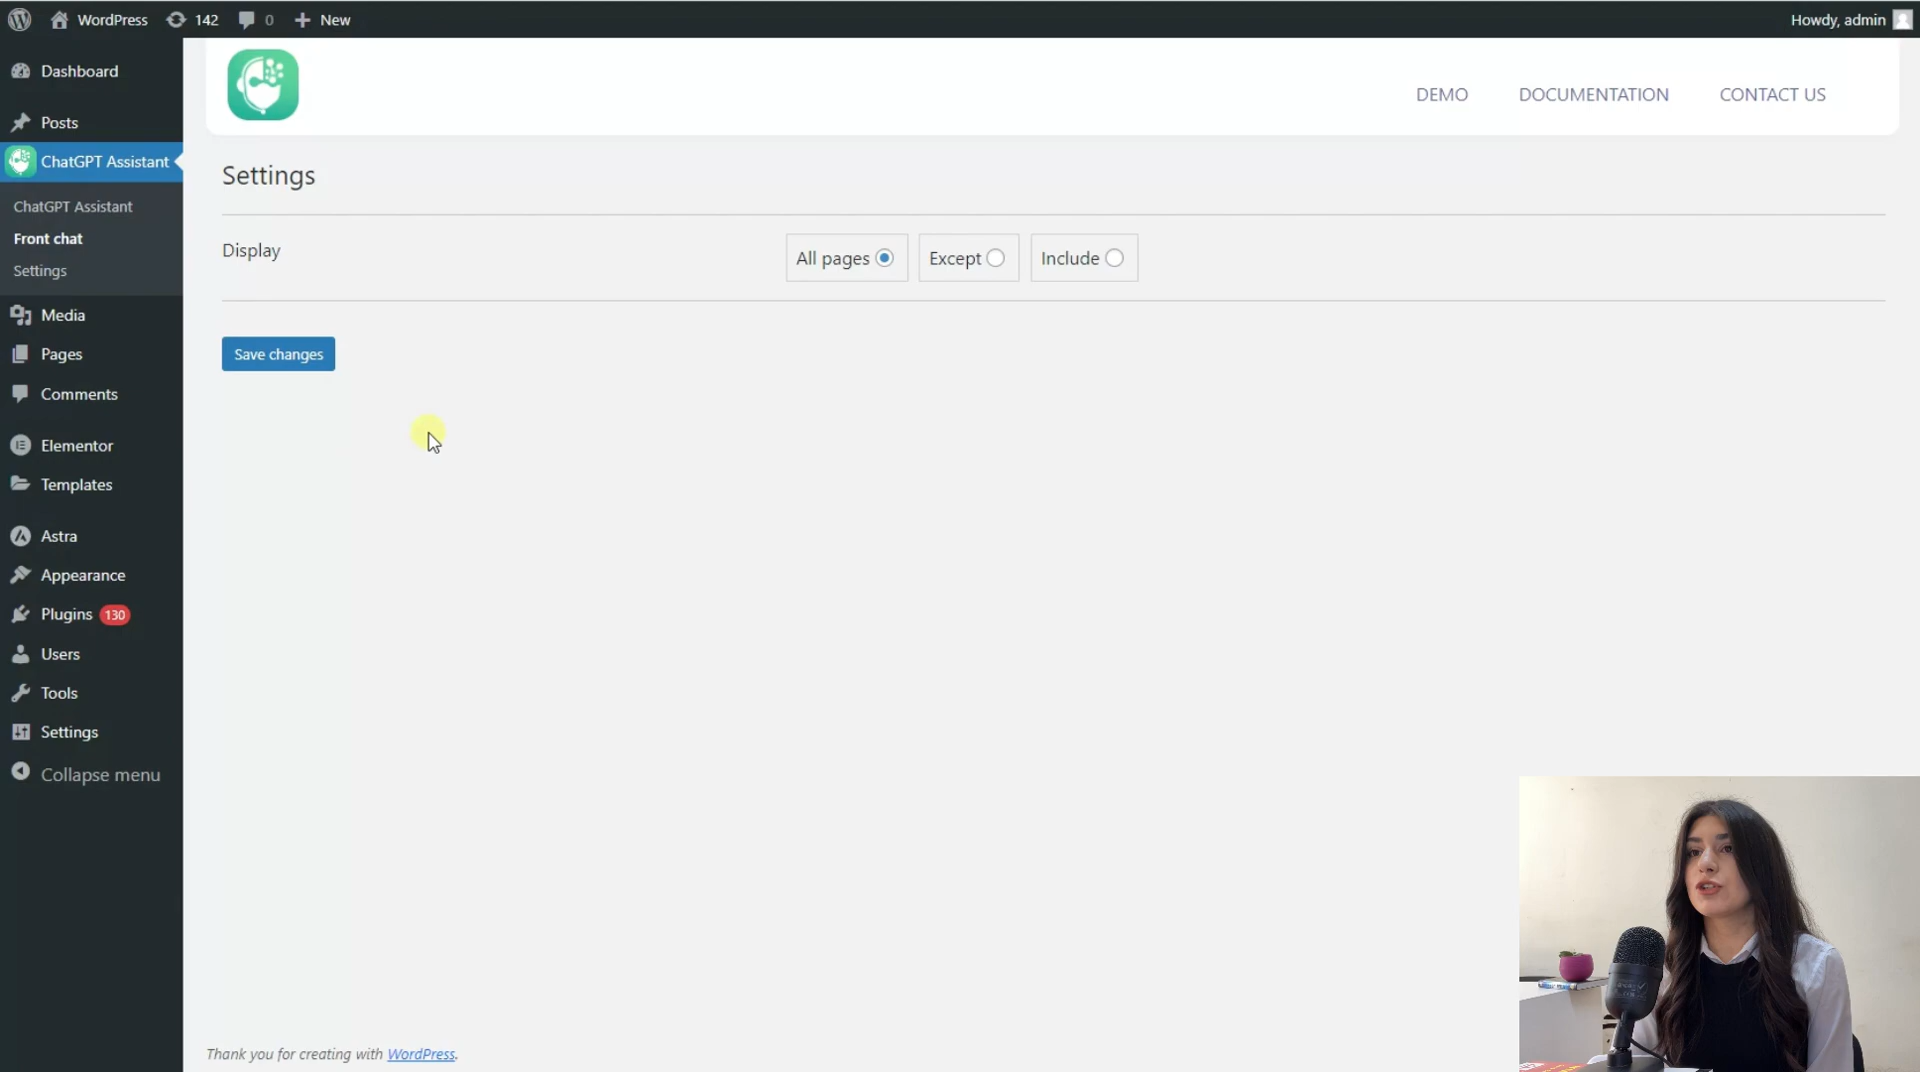 WordPress 142 0 New Howdy, admin
Dashboard
Posts
ChatGPT Assistant
ChatGPT Assistant
Front chat
Settings
Media
Pages
Comments
Elementor
Templates
Astra
Appearance
Plugins 130
Users
Tools
Settings
Collapse menu
DEMO DOCUMENTATION CONTACT US
Settings
Display All pages Except Include
Save changes
Thank you for creating with WordPress.